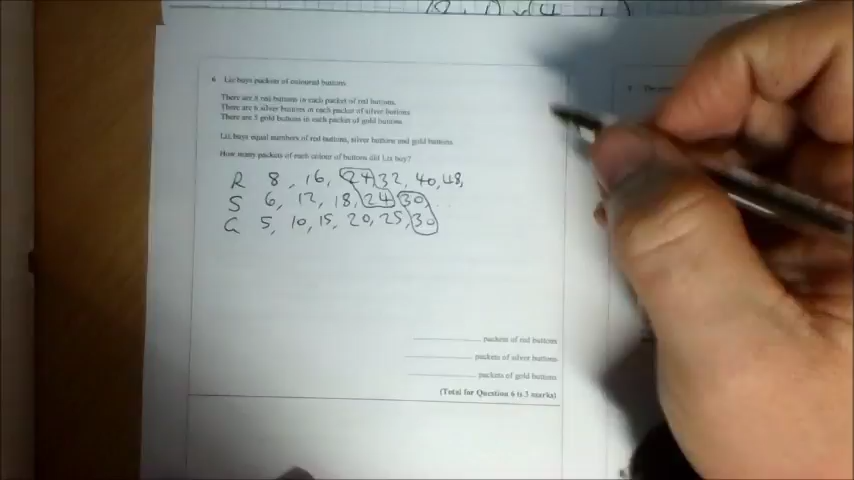 6 Liz buys packets of coloured buttons.
There are 8 red buttons in each packet of red buttons.
There are 6 silver buttons in each packet of silver buttons.
There are 5 gold buttons in each packet of gold buttons.
Liz buys equal numbers of red buttons, silver buttons and gold buttons.
How many packets of each colour of buttons did Liz buy?
R 8, 16, 24, 32, 40, 48,
S 6, 12, 18, 24, 30, ...
G 5, 10, 15, 20, 25, 30
packets of red buttons
packets of silver buttons
packets of gold buttons
(Total for Question 6 is 3 marks)